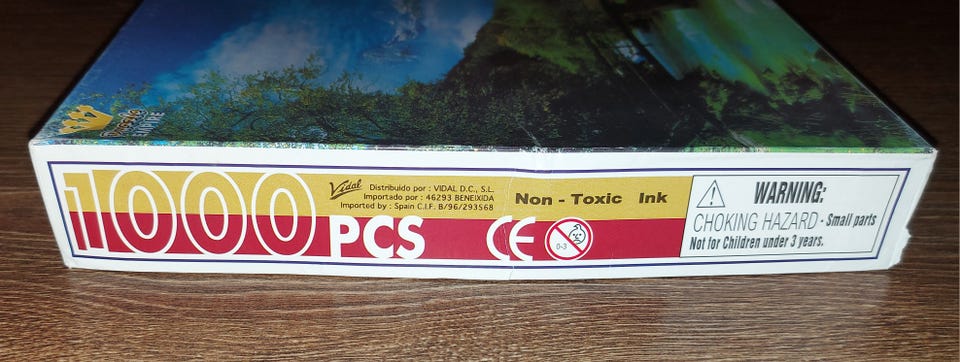 1000 PCS
Vidal
Distribuido por : VIDAL D.C., S.L.
Importado por : 46293 BENEIXIDA
Imported by : Spain C.I.F. B/96/293568
Non - Toxic Ink
CE
0-3
WARNING:
CHOKING HAZARD - Small parts
Not for Children under 3 years.